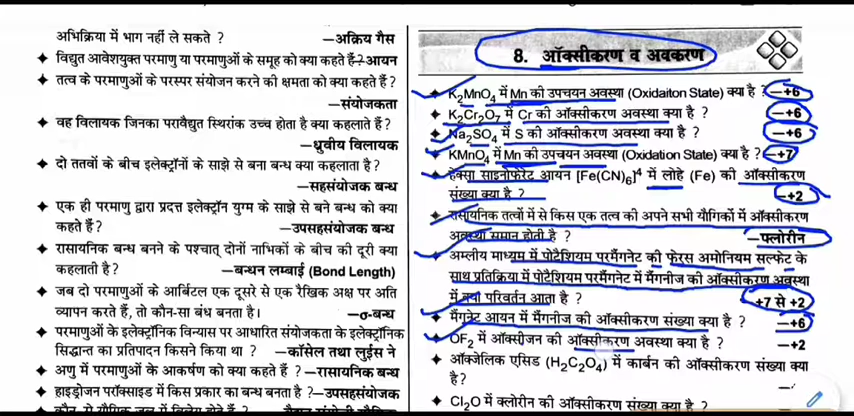 अभिक्रिया में भाग नहीं ले सकते ? —अक्रिय गैस
✦ विद्युत आवेशयुक्त परमाणु या परमाणुओं के समूह को क्या कहते हैं?—आयन
✦ तत्व के परमाणुओं के परस्पर संयोजन करने की क्षमता को क्या कहते हैं ?
—संयोजकता
✦ वह विलायक जिनका परावैद्युत स्थिरांक उच्च होता है क्या कहलाते हैं ?
—ध्रुवीय विलायक
✦ दो ततवों के बीच इलेक्ट्रॉनों के साझे से बना बन्ध क्या कहलाता है ?
—सहसंयोजक बन्ध
✦ एक ही परमाणु द्वारा प्रदत्त इलेक्ट्रॉन युग्म के साझे से बने बन्ध को क्या
कहते हैं ? —उपसहसंयोजक बन्ध
✦ रासायनिक बन्ध बनने के पश्चात् दोनों नाभिकों के बीच की दूरी क्या
कहलाती है ? —बन्धन लम्बाई (Bond Length)
✦ जब दो परमाणुओं के आर्बिटल एक दूसरे से एक रैखिक अक्ष पर अति
व्यापन करते हैं, तो कौन-सा बंध बनता है। —σ-बन्ध
✦ परमाणुओं के इलेक्ट्रॉनिक विन्यास पर आधारित संयोजकता के इलेक्ट्रॉनिक
सिद्धान्त का प्रतिपादन किसने किया था ? —कॉसेल तथा लुईस ने
✦ अणु में परमाणुओं के आकर्षण को क्या कहते हैं ? —रासायनिक बन्ध
✦ हाइड्रोजन परॉक्साइड में किस प्रकार का बन्ध बनता है ?—उपसहसंयोजक
8. ऑक्सीकरण व अवकरण
✦ K2MnO4 में Mn की उपचयन अवस्था (Oxidaiton State) क्या है ? —+6
✦ K2Cr2O7 में Cr की ऑक्सीकरण अवस्था क्या है ? —+6
✦ Na2SO4 में S की ऑक्सीकरण अवस्था क्या है ? —+6
✦ KMnO4 में Mn की उपचयन अवस्था (Oxidation State) क्या है ? —+7
✦ हेक्सा साइनोफेरेट आयन [Fe(CN)6]4 में लोहे (Fe) की ऑक्सीकरण
संख्या क्या है ? —+2
✦ रासायनिक तत्वों में से किस एक तत्व की अपने सभी यौगिकों में ऑक्सीकरण
अवस्था समान होती है ? —फ्लोरीन
✦ अम्लीय माध्यम में पोटैशियम परमैंगनेट की फेरस अमोनियम सल्फेट के
साथ प्रतिक्रिया में पोटैशियम परमैंगनेट में मैंगनीज की ऑक्सीकरण अवस्था
में क्या परिवर्तन आता है ? +7 से +2
✦ मैंगनेट आयन में मैंगनीज की ऑक्सीकरण संख्या क्या है ? —+6
✦ OF2 में ऑक्सीजन की ऑक्सीकरण अवस्था क्या है ? —+2
✦ ऑक्जेलिक एसिड (H2C2O4) में कार्बन की ऑक्सीकरण संख्या क्या
है?
✦ Cl2O में क्लोरीन की ऑक्सीकरण संख्या क्या है ?